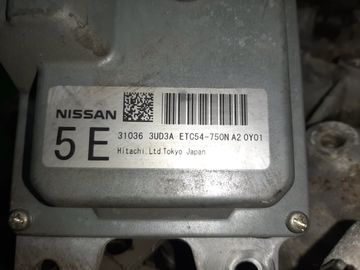 NISSAN
31036 3UD3A ETC54-750N A2 0Y01
5E
Hitachi.Ltd.Tokyo Japan